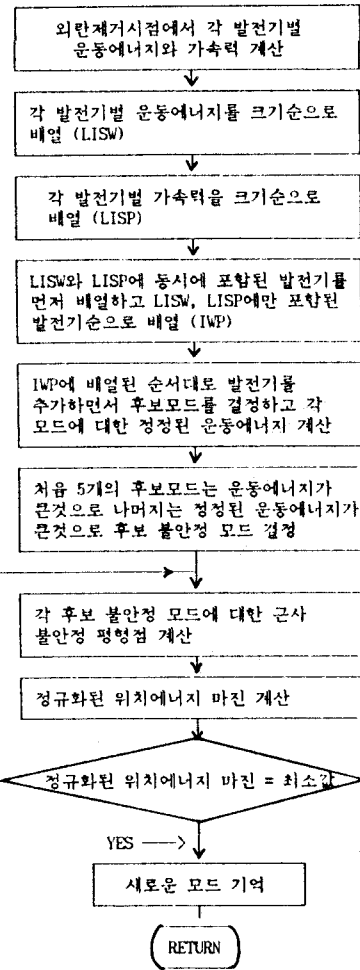 외란제거시점에서 각 발전기별
운동에너지와 가속력 계산
각 발전기별 운동에너지를 크기순으로
배열 (LISW)
각 발전기별 가속력을 크기순으로
배열 (LISP)
LISW와 LISP에 동시에 포함된 발전기를
먼저 배열하고 LISW, LISP에만 포함된
발전기순으로 배열 (IWP)
IWP에 배열된 순서대로 발전기를
추가하면서 후보모드를 결정하고 각
모드에 대한 정정된 운동에너지 계산
처음 5개의 후보모드는 운동에너지가
큰것으로 나머지는 정정된 운동에너지가
큰것으로 후보 불안정 모드 결정
각 후보 불안정 모드에 대한 근사
불안정 평형점 계산
정규화된 위치에너지 마진 계산
정규화된 위치에너지 마진 = 최소값
YES
새로운 모드 기억
RETURN